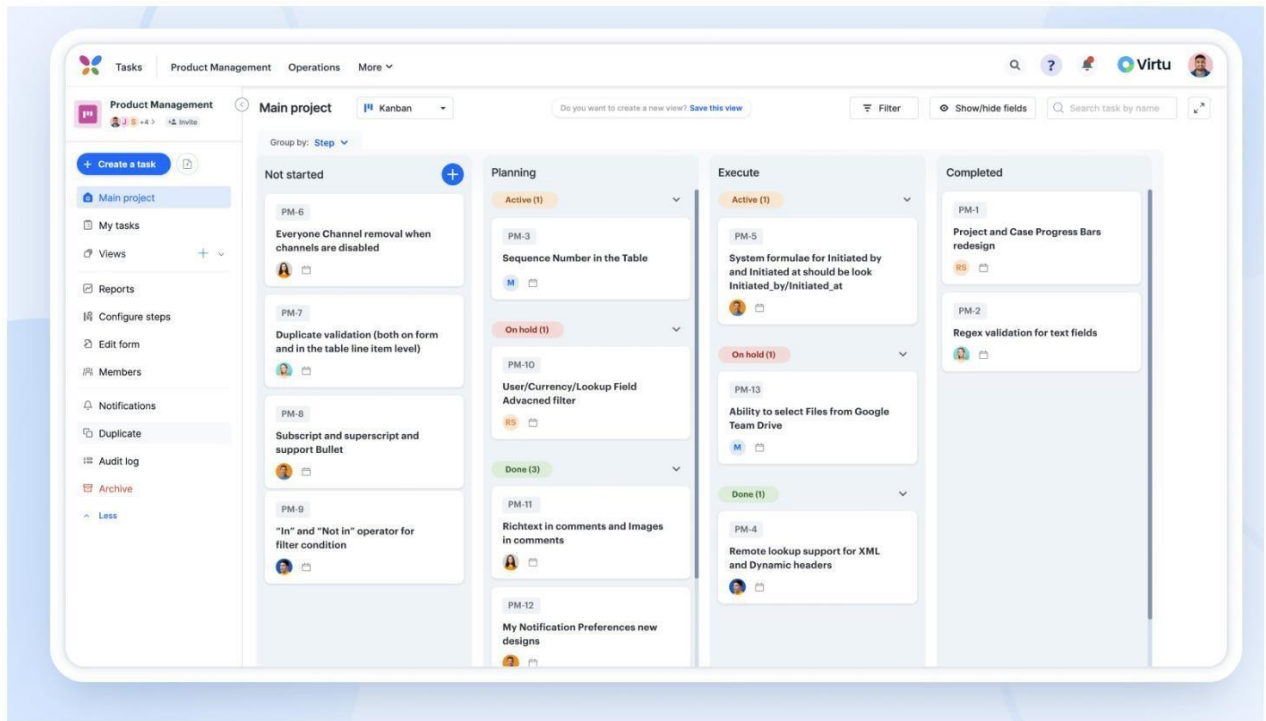 Tasks
Product Management
Operations
More
?
Virtu
Product Management
J S +4 >
Invite
Main project
Kanban
Do you want to create a new view? Save this view
Filter
Show/hide fields
Search task by name
+ Create a task
Main project
My tasks
Views
Reports
Configure steps
Edit form
Members
Notifications
Duplicate
Audit log
Archive
Less
Group by: Step
Not started
PM-6
Everyone Channel removal when
channels are disabled
PM-7
Duplicate validation (both on form
and in the table line item level)
PM-8
Subscript and superscript and
support Bullet
PM-9
"In" and "Not in" operator for
filter condition
Planning
Active (1)
PM-3
Sequence Number in the Table
M
On hold (1)
PM-10
User/Currency/Lookup Field
Advacned filter
RS
Done (3)
PM-11
Richtext in comments and Images
in comments
PM-12
My Notification Preferences new
designs
Execute
Active (1)
PM-5
System formulae for Initiated by
and Initiated at should be look
Initiated_by/Initiated_at
On hold (1)
PM-13
Ability to select Files from Google
Team Drive
M
Done (1)
PM-4
Remote lookup support for XML
and Dynamic headers
Completed
PM-1
Project and Case Progress Bars
redesign
RS
PM-2
Regex validation for text fields